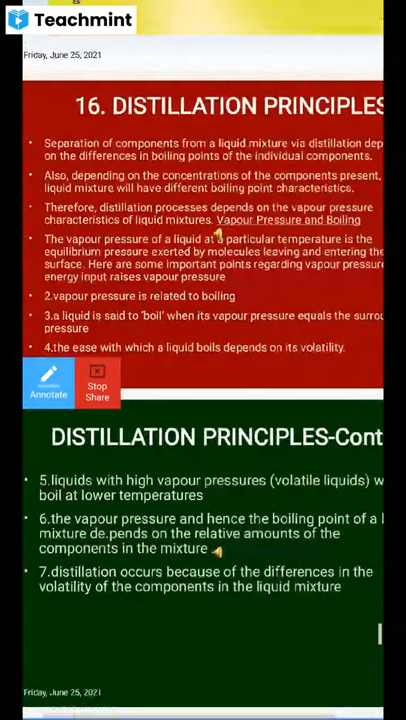 Teachmint
Friday, June 25, 2021
16. DISTILLATION PRINCIPLES
• Separation of components from a liquid mixture via distillation dep
on the differences in boiling points of the individual components.
• Also, depending on the concentrations of the components present,
liquid mixture will have different boiling point characteristics.
• Therefore, distillation processes depends on the vapour pressure
characteristics of liquid mixtures. Vapour Pressure and Boiling
• The vapour pressure of a liquid at a particular temperature is the
equilibrium pressure exerted by molecules leaving and entering the
surface. Here are some important points regarding vapour pressure
energy input raises vapour pressure
• 2.vapour pressure is related to boiling
• 3.a liquid is said to ‘boil’ when its vapour pressure equals the surrou
pressure
• 4.the ease with which a liquid boils depends on its volatility.
Annotate
Stop
Share
DISTILLATION PRINCIPLES-Cont
• 5.liquids with high vapour pressures (volatile liquids) w
boil at lower temperatures
• 6.the vapour pressure and hence the boiling point of a l
mixture de.pends on the relative amounts of the
components in the mixture
• 7.distillation occurs because of the differences in the
volatility of the components in the liquid mixture
Friday, June 25, 2021